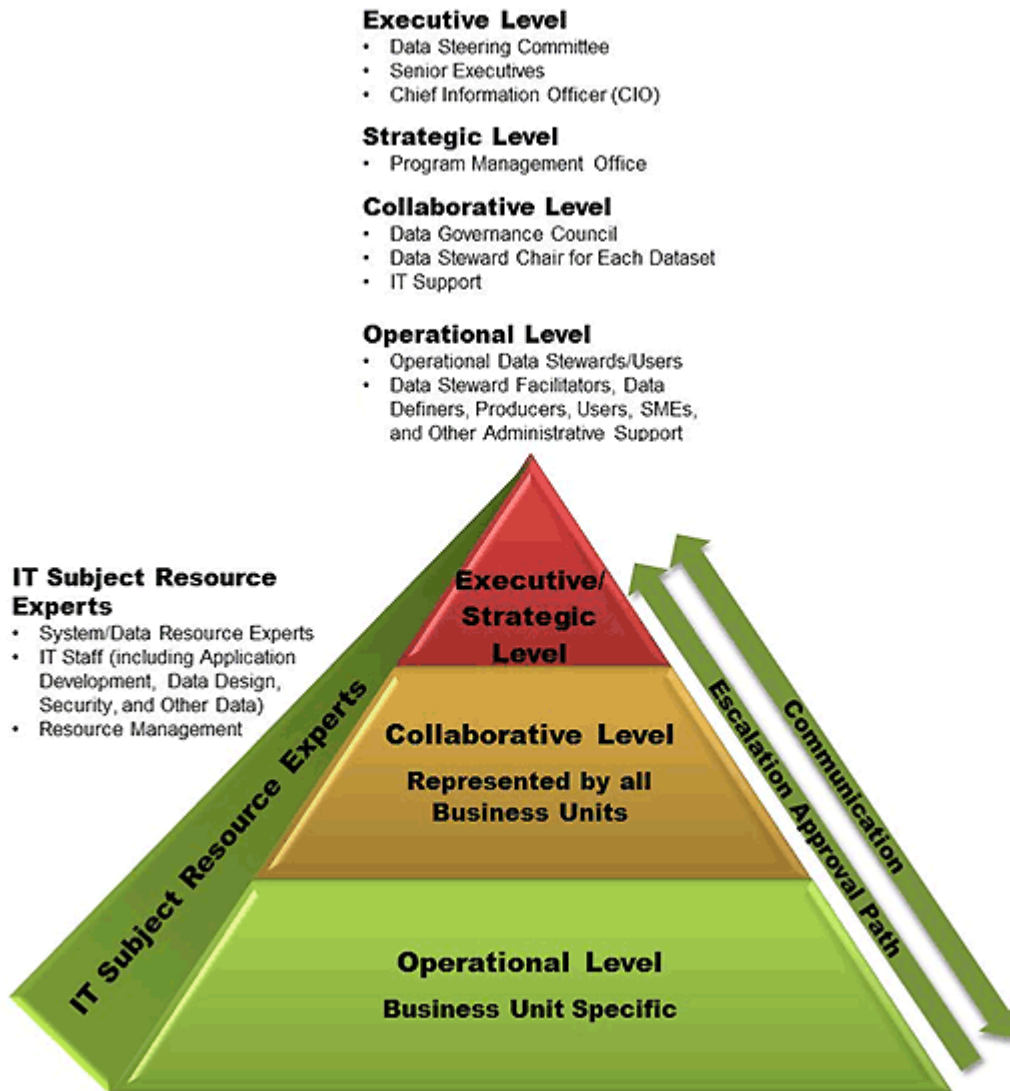 Executive Level
• Data Steering Committee
• Senior Executives
• Chief Information Officer (CIO)
Strategic Level
• Program Management Office
Collaborative Level
• Data Governance Council
• Data Steward Chair for Each Dataset
• IT Support
Operational Level
• Operational Data Stewards/Users
• Data Steward Facilitators, Data
Definers, Producers, Users, SMEs,
and Other Administrative Support
IT Subject Resource
Experts
• System/Data Resource Experts
• IT Staff (including Application
Development, Data Design,
Security, and Other Data)
• Resource Management
IT Subject Resource Experts
Executive/
Strategic
Level
Collaborative Level
Represented by all
Business Units
Operational Level
Business Unit Specific
Escalation Approval Path
Communication